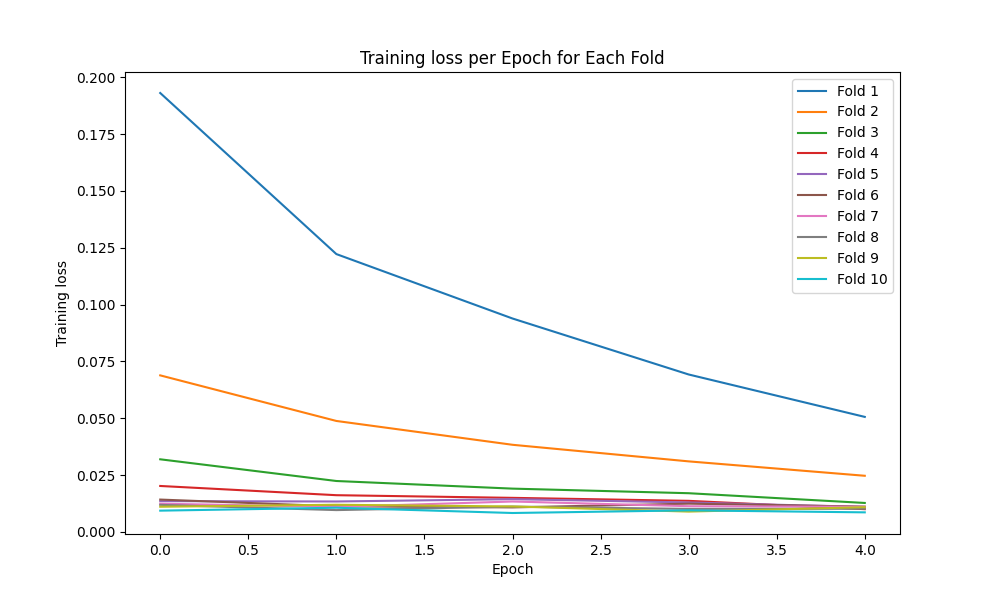 Training loss per Epoch for Each Fold
0.200
0.175
0.150
0.125
0.100
0.075
0.050
0.025
0.000
Training loss
Fold 1
Fold 2
Fold 3
Fold 4
Fold 5
Fold 6
Fold 7
Fold 8
Fold 9
Fold 10
0.0 0.5 1.0 1.5 2.0 2.5 3.0 3.5 4.0
Epoch